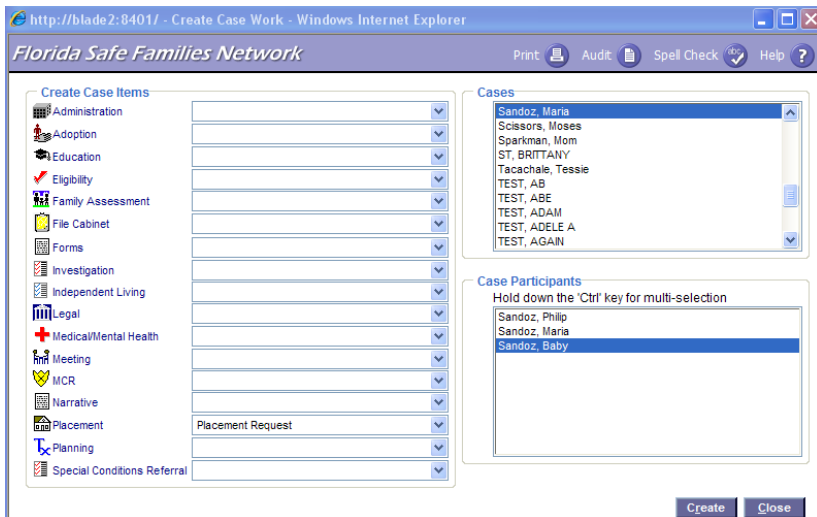 http://blade2:8401/ - Create Case Work - Windows Internet Explorer
Florida Safe Families Network
Print Audit Spell Check abc Help ?
Create Case Items
Administration
Adoption
Education
Eligibility
Family Assessment
File Cabinet
Forms
Investigation
Independent Living
Legal
Medical/Mental Health
Meeting
MCR
Narrative
Placement Placement Request
Planning
Special Conditions Referral
Cases
Sandoz, Maria
Scissors, Moses
Sparkman, Mom
ST, BRITTANY
Tacachale, Tessie
TEST, AB
TEST, ABE
TEST, ADAM
TEST, ADELE A
TEST, AGAIN
Case Participants
Hold down the 'Ctrl' key for multi-selection
Sandoz, Philip
Sandoz, Maria
Sandoz, Baby
Create Close